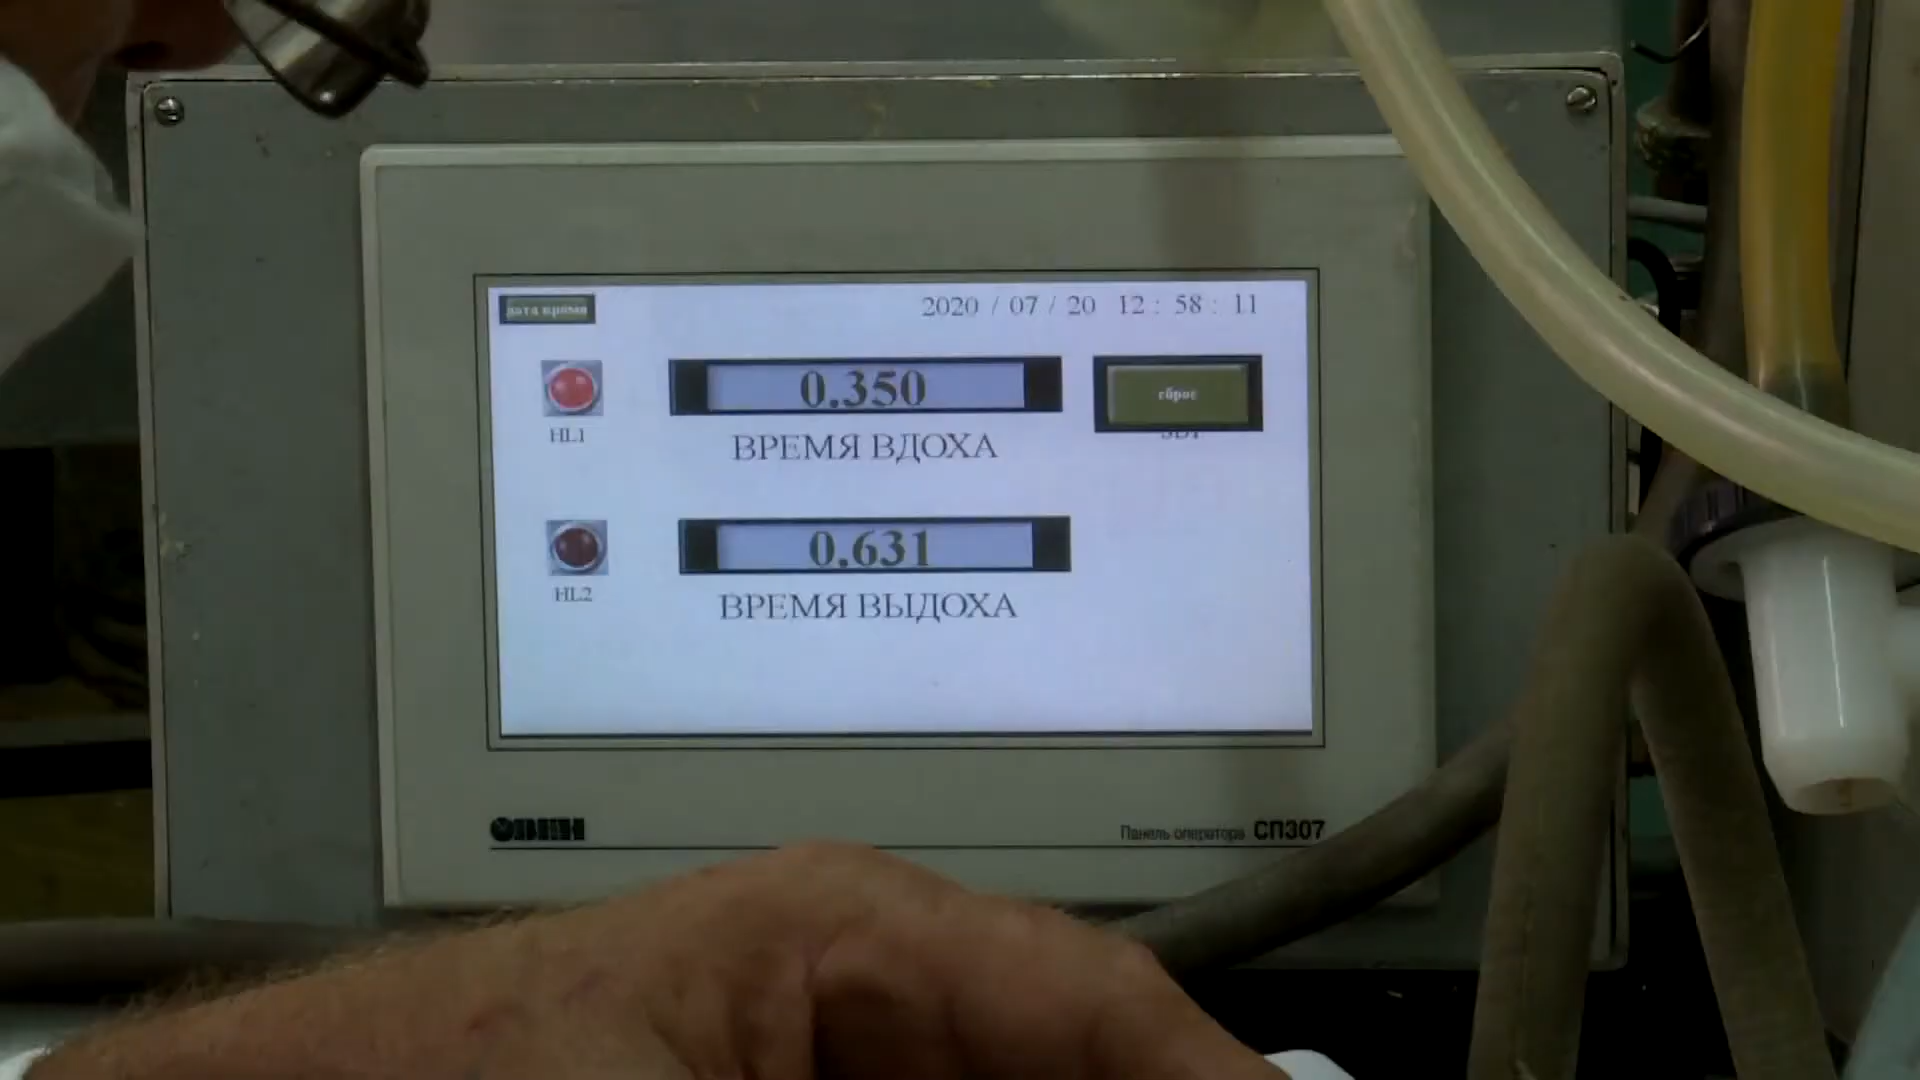 дата время
2020 / 07 / 20 12 : 58 : 11
0.350
сброс
HL1
ВРЕМЯ ВДОХА
0.631
HL2
ВРЕМЯ ВЫДОХА
ОВЕН
Панель оператора СП307